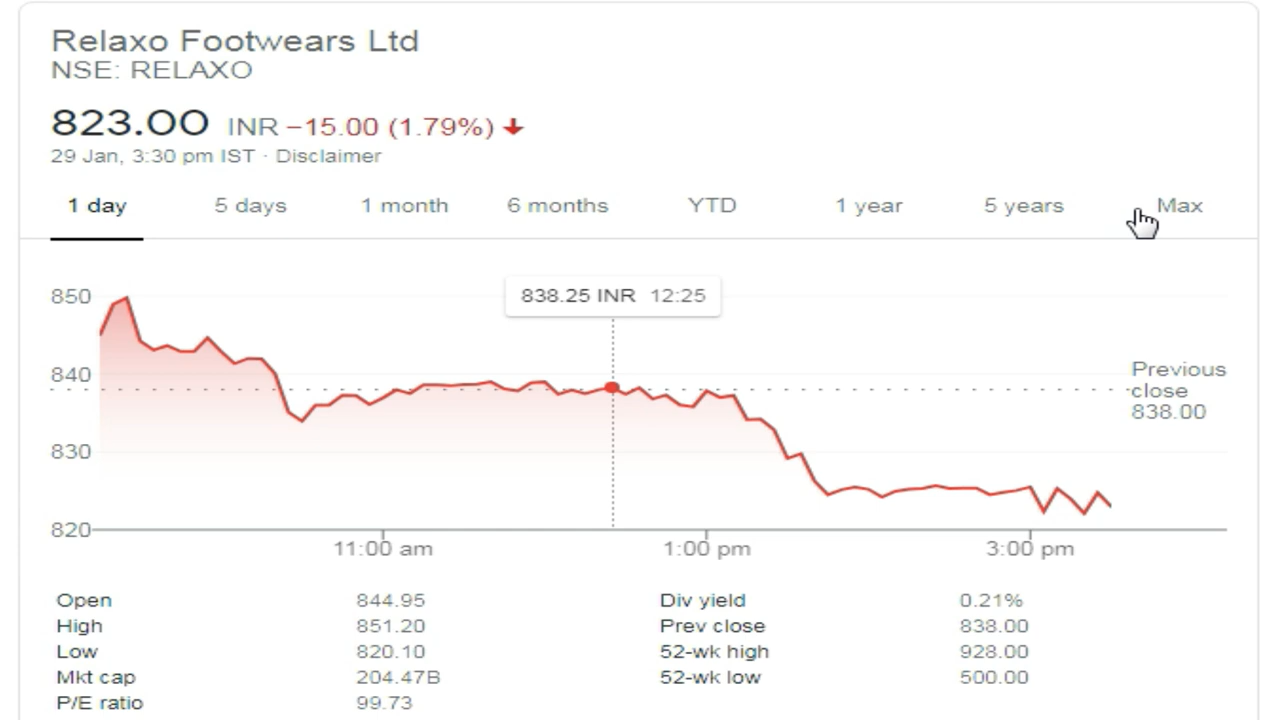 Relaxo Footwears Ltd
NSE: RELAXO
823.00 INR −15.00 (1.79%)
29 Jan, 3:30 pm IST · Disclaimer
1 day 5 days 1 month 6 months YTD 1 year 5 years Max
838.25 INR 12:25
850
840
830
820
Previous
close
838.00
11:00 am 1:00 pm 3:00 pm
Open 844.95 Div yield 0.21%
High 851.20 Prev close 838.00
Low 820.10 52-wk high 928.00
Mkt cap 204.47B 52-wk low 500.00
P/E ratio 99.73